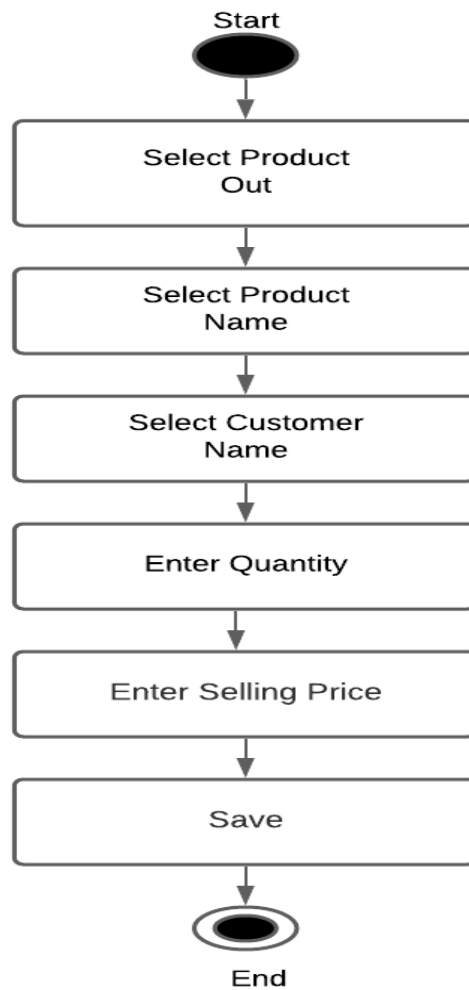 Start
Select Product
Out
Select Product
Name
Select Customer
Name
Enter Quantity
Enter Selling Price
Save
End